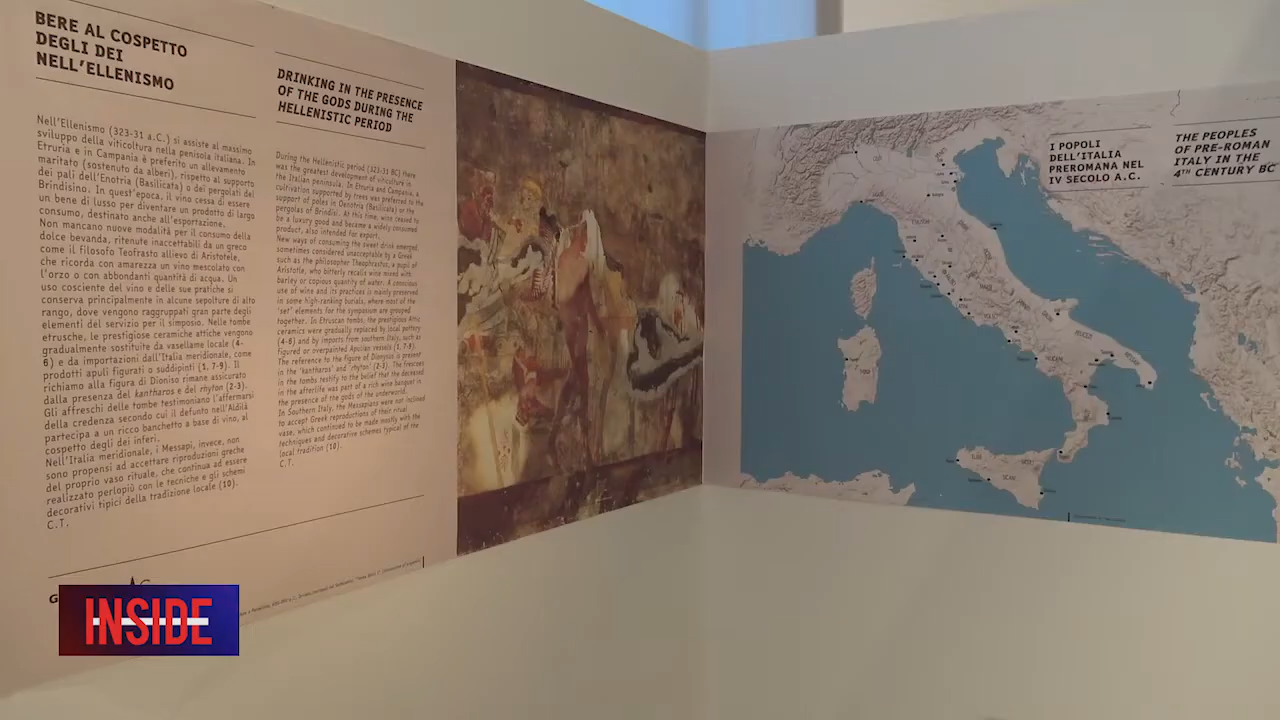 BERE AL COSPETTO
DEGLI DEI
NELL'ELLENISMO
Nell'Ellenismo (323-31 a.C.) si assiste al massimo
sviluppo della viticoltura nella penisola italiana. In
Etruria e in Campania è preferito un allevamento
maritato (sostenuto da alberi), rispetto al supporto
dei pali dell'Enotria (Basilicata) o dei pergolati del
Brindisino. In quest'epoca, il vino cessa di essere
un bene di lusso per diventare un prodotto di largo
consumo, destinato anche all'esportazione.
Non mancano nuove modalità per il consumo della
dolce bevanda, ritenute inaccettabili da un greco
come il filosofo Teofrasto allievo di Aristotele,
che ricorda con amarezza un vino mescolato con
l'orzo o con abbondanti quantità di acqua. Un
uso cosciente del vino e delle sue pratiche si
conserva principalmente in alcune sepolture di alto
rango, dove vengono raggruppati gran parte degli
elementi del servizio per il simposio. Nelle tombe
etrusche, le prestigiose ceramiche attiche vengono
gradualmente sostituite da vasellame locale (4-
6) e da importazioni dall'Italia meridionale, come
prodotti apuli figurati o suddipinti (1, 7-9). Il
richiamo alla figura di Dioniso rimane assicurato
dalla presenza del kantharos e del rhyton (2-3).
Gli affreschi delle tombe testimoniano l'affermarsi
della credenza secondo cui il defunto nell'Aldilà
partecipa a un ricco banchetto a base di vino, al
cospetto degli dei inferi.
Nell'Italia meridionale, i Messapi, invece, non
sono propensi ad accettare riproduzioni greche
del proprio vaso rituale, che continua ad essere
realizzato perlopiù con le tecniche e gli schemi
decorativi tipici della tradizione locale (10).
C.T.
DRINKING IN THE PRESENCE
OF THE GODS DURING THE
HELLENISTIC PERIOD
During the Hellenistic period (323-31 BC) there
was the greatest development of viticulture in
the Italian peninsula. In Etruria and Campania, a
cultivation supported by trees was preferred to the
support of poles in Oenotria (Basilicata) or the
pergolas of Brindisi. At this time, wine ceased to
be a luxury good and became a widely consumed
product, also intended for export.
New ways of consuming the sweet drink emerged,
sometimes considered unacceptable by a Greek
such as the philosopher Theophrastus, a pupil of
Aristotle, who bitterly recalls wine mixed with
barley or copious quantity of water. A conscious
use of wine and its practices is mainly preserved
in some high-ranking burials, where most of the
'set' elements for the symposium are grouped
together. In Etruscan tombs, the prestigious Attic
ceramics were gradually replaced by local pottery
(4-6) and by imports from southern Italy, such as
figured or overpainted Apulian vessels (1, 7-9).
The reference to the figure of Dionysus is present
in the 'kantharos' and 'rhyton' (2-3). The frescoes
in the tombs testify to the belief that the deceased
in the afterlife was part of a rich wine banquet in
the presence of the gods of the underworld.
In Southern Italy, the Messapians were not inclined
to accept Greek reproductions of their ritual
vase, which continued to be made mostly with the
techniques and decorative schemes typical of the
local tradition (10).
C.T.
I POPOLI
DELL'ITALIA
PREROMANA NEL
IV SECOLO A.C.
THE PEOPLES
OF PRE-ROMAN
ITALY IN THE
4TH CENTURY BC
INSIDE